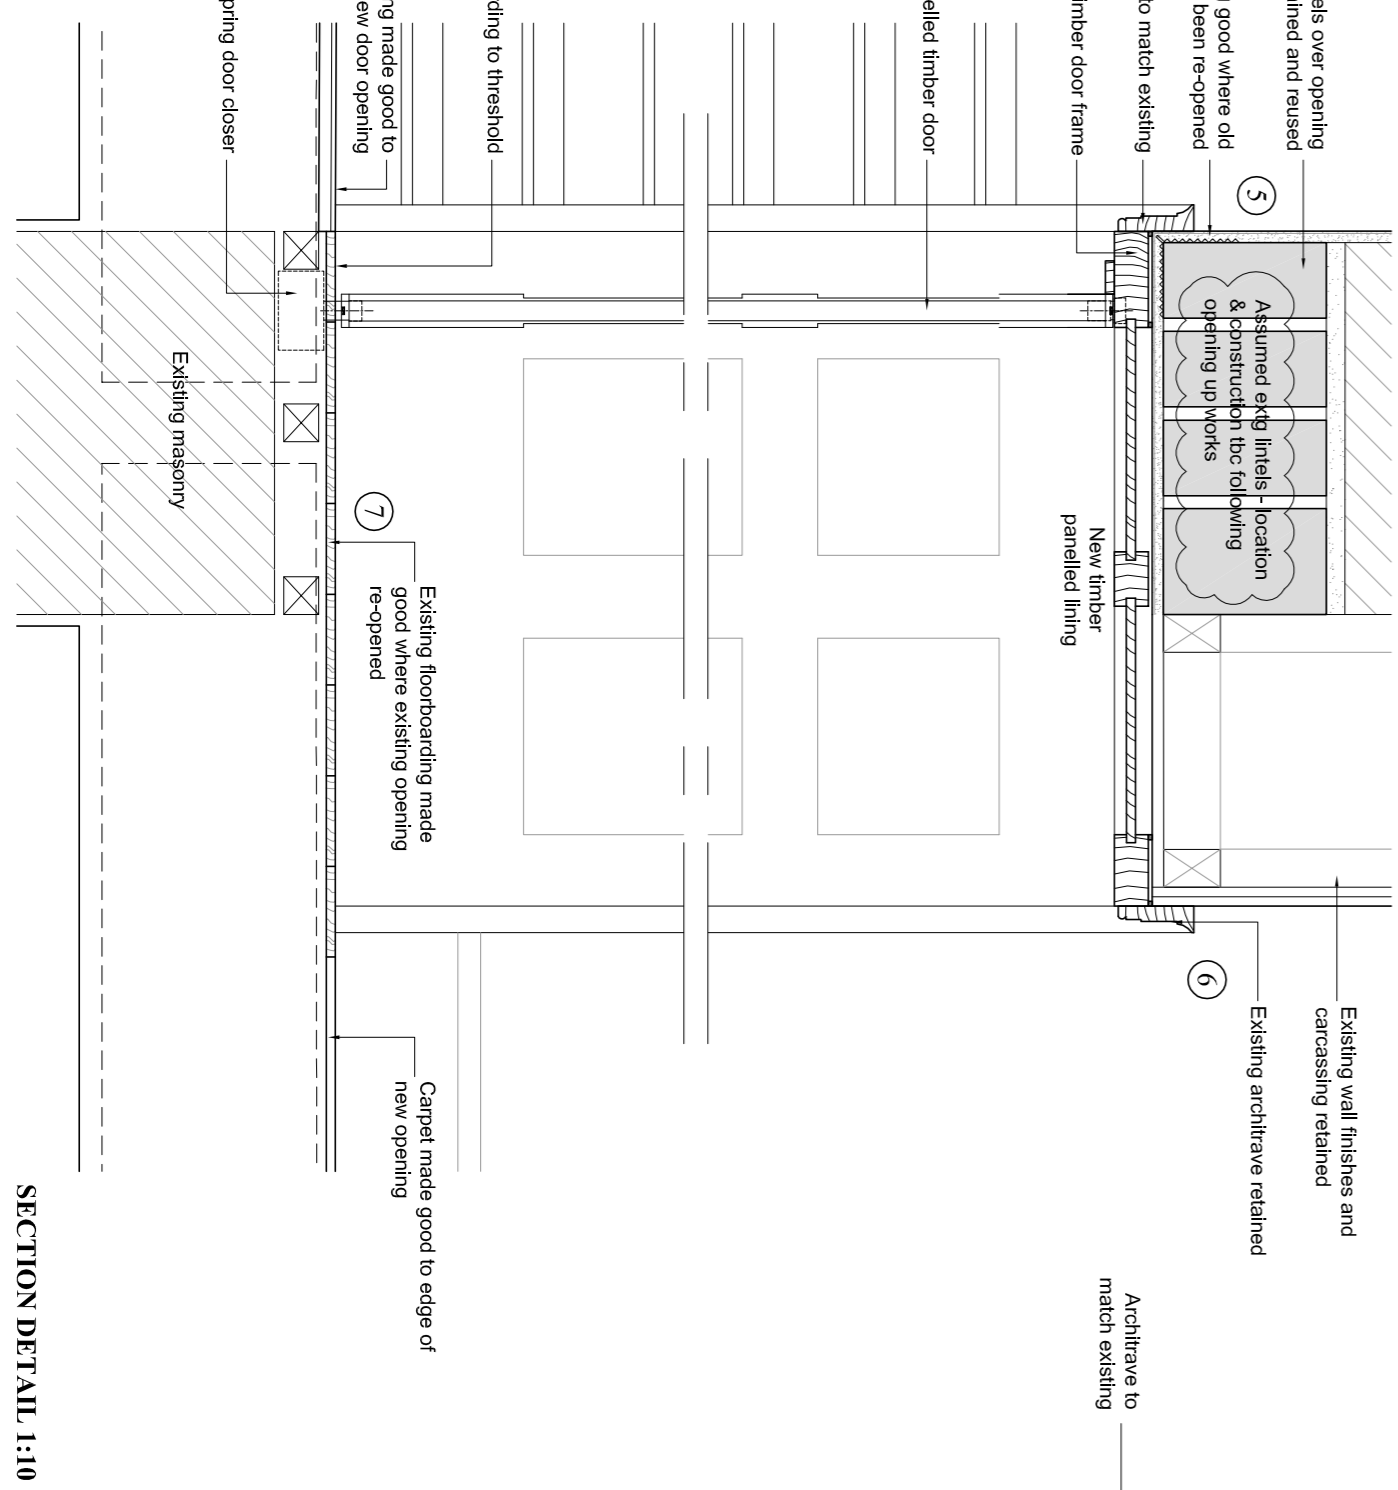 els over opening
ined and reused
g good where old
been re-opened
to match existing
imber door frame
elled timber door
ding to threshold
ng made good to
ew door opening
pring door closer
5
Assumed extg lintels - location
& construction tbc following
opening up works
New timber
panelled lining
7
Existing floorboarding made
good where existing opening
re-opened
Existing masonry
6
Existing wall finishes and
carcassing retained
Existing architrave retained
Carpet made good to edge of
new opening
Architrave to
match existing
SECTION DETAIL 1:10